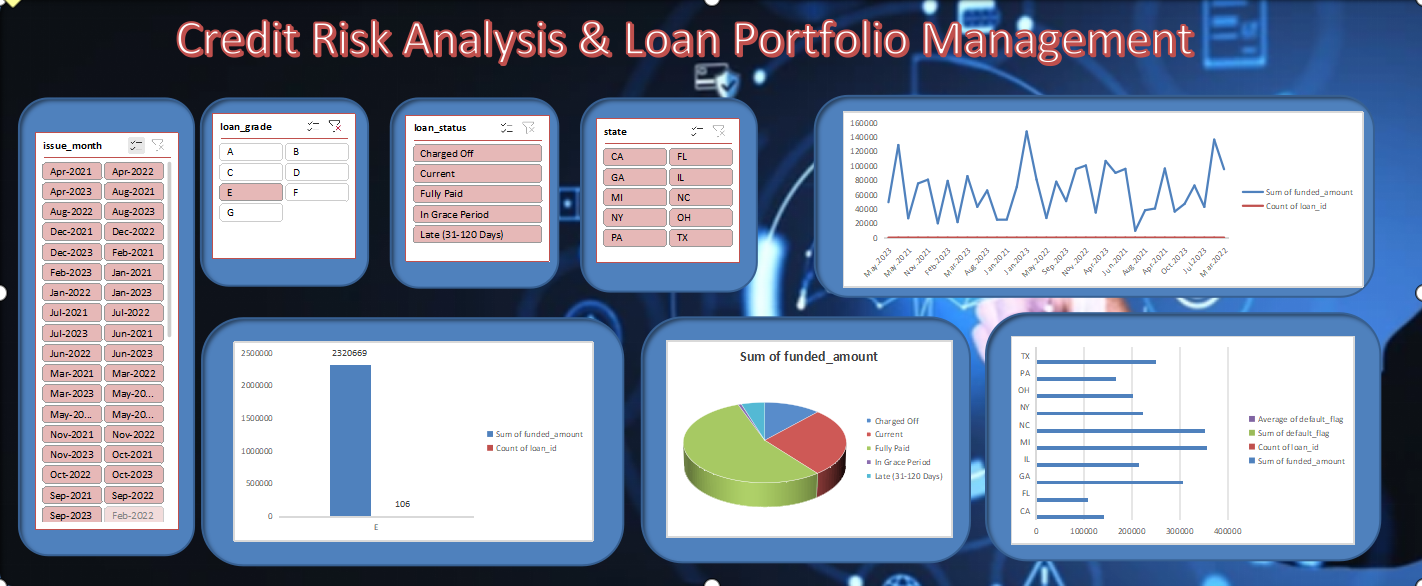 Credit Risk Analysis & Loan Portfolio Management
issue_month
Apr-2021 Apr-2022
Apr-2023 Aug-2021
Aug-2022 Aug-2023
Dec-2021 Dec-2022
Dec-2023 Feb-2021
Feb-2023 Jan-2021
Jan-2022 Jan-2023
Jul-2021 Jul-2022
Jul-2023 Jun-2021
Jun-2022 Jun-2023
Mar-2021 Mar-2022
Mar-2023 May-20...
May-20... May-20...
Nov-2021 Nov-2022
Nov-2023 Oct-2021
Oct-2022 Oct-2023
Sep-2021 Sep-2022
Sep-2023 Feb-2022
loan_grade
A B
C D
E F
G
loan_status
Charged Off
Current
Fully Paid
In Grace Period
Late (31-120 Days)
state
CA FL
GA IL
MI NC
NY OH
PA TX
160000
140000
120000
100000
80000
60000
40000
20000
0
May-2023 May-2021 Nov-2021 Feb-2023 Mar-2023 Aug-2023 Jan-2021 Jan-2023 May-2022 Sep-2023 Nov-2022 Apr-2023 Jun-2021 Aug-2021 Apr-2021 Oct-2023 Jul-2023 Mar-2022
Sum of funded_amount
Count of loan_id
2500000
2000000
1500000
1000000
500000
0
2320669
106
E
Sum of funded_amount
Count of loan_id
Sum of funded_amount
Charged Off
Current
Fully Paid
In Grace Period
Late (31-120 Days)
TX
PA
OH
NY
NC
MI
IL
GA
FL
CA
0 100000 200000 300000 400000
Average of default_flag
Sum of default_flag
Count of loan_id
Sum of funded_amount